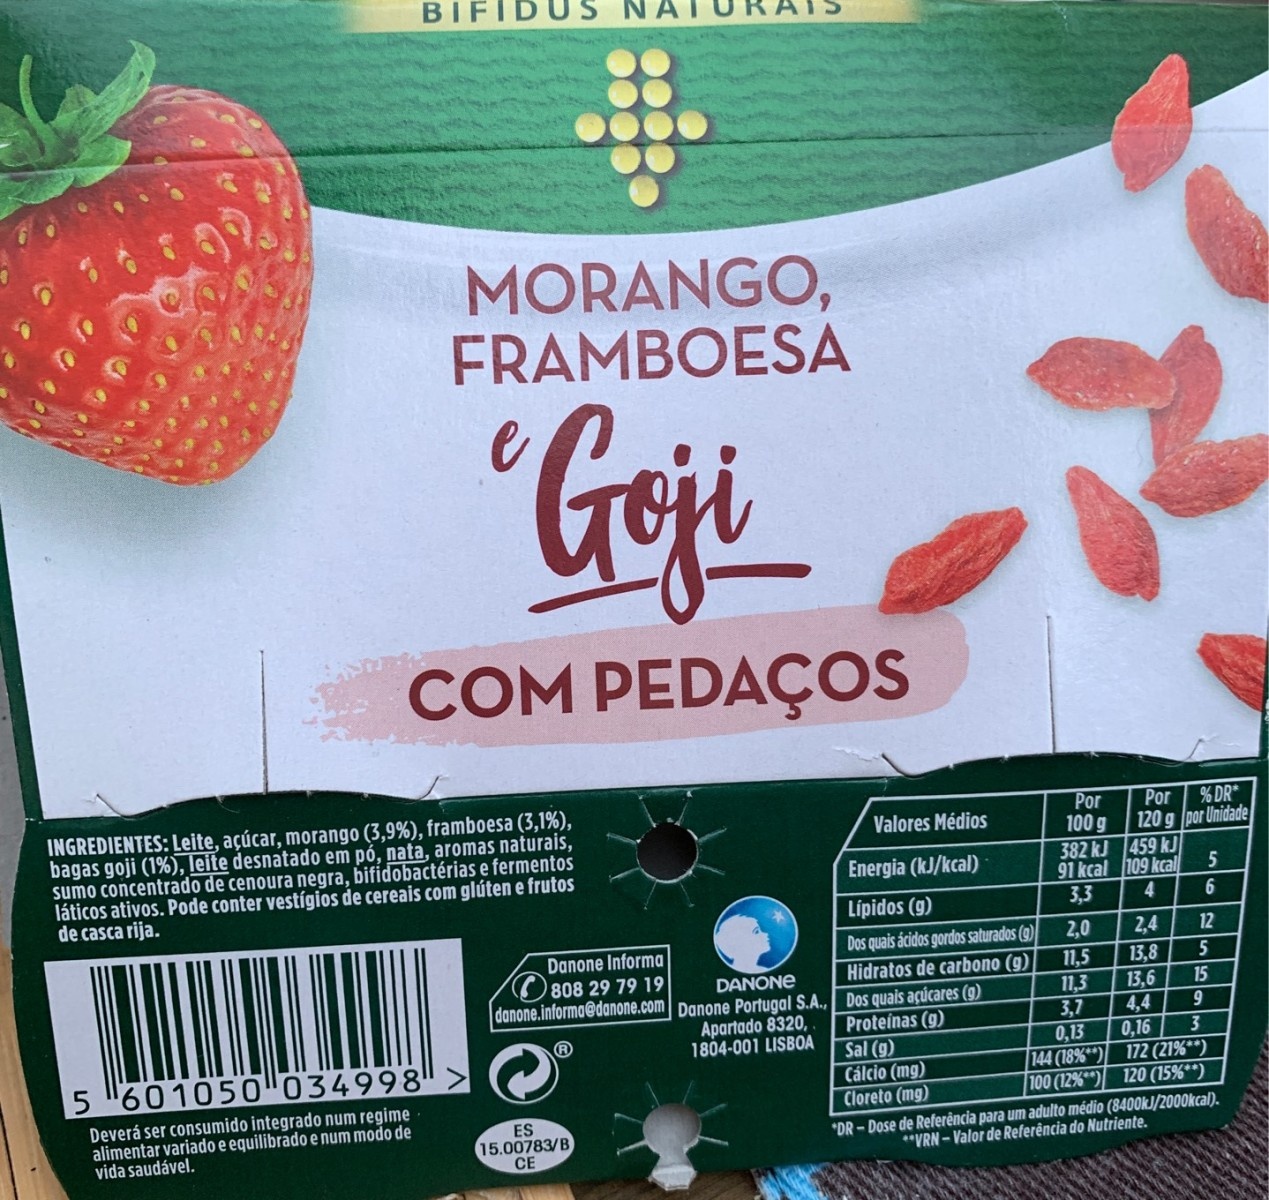 BIFIDUS NATURAIS
MORANGO,
FRAMBOESA
e Goji
COM PEDAÇOS
INGREDIENTES: Leite, açúcar, morango (3,9%), framboesa (3,1%),
bagas goji (1%), leite desnatado em pó, nata, aromas naturais,
sumo concentrado de cenoura negra, bifidobactérias e fermentos
láticos ativos. Pode conter vestígios de cereais com glúten e frutos
de casca rija.
5 601050 034998 >
Deverá ser consumido integrado num regime
alimentar variado e equilibrado e num modo de
vida saudável.
Danone Informa
808 29 79 19
danone.informa@danone.com
®
ES
15.00783/B
CE
DANONE
Danone Portugal S.A.,
Apartado 8320,
1804-001 LISBOA
Valores Médios Por 100 g Por 120 g % DR* por Unidade
Energia (kJ/kcal) 382 kJ 91 kcal 459 kJ 109 kcal 5
Lípidos (g) 3,3 4 6
Dos quais ácidos gordos saturados (g) 2,0 2,4 12
Hidratos de carbono (g) 11,5 13,8 5
Dos quais açúcares (g) 11,3 13,6 15
Proteínas (g) 3,7 4,4 9
Sal (g) 0,13 0,16 3
Cálcio (mg) 144 (18%**) 172 (21%**)
Cloreto (mg) 100 (12%**) 120 (15%**)
*DR – Dose de Referência para um adulto médio (8400kJ/2000kcal).
**VRN – Valor de Referência do Nutriente.